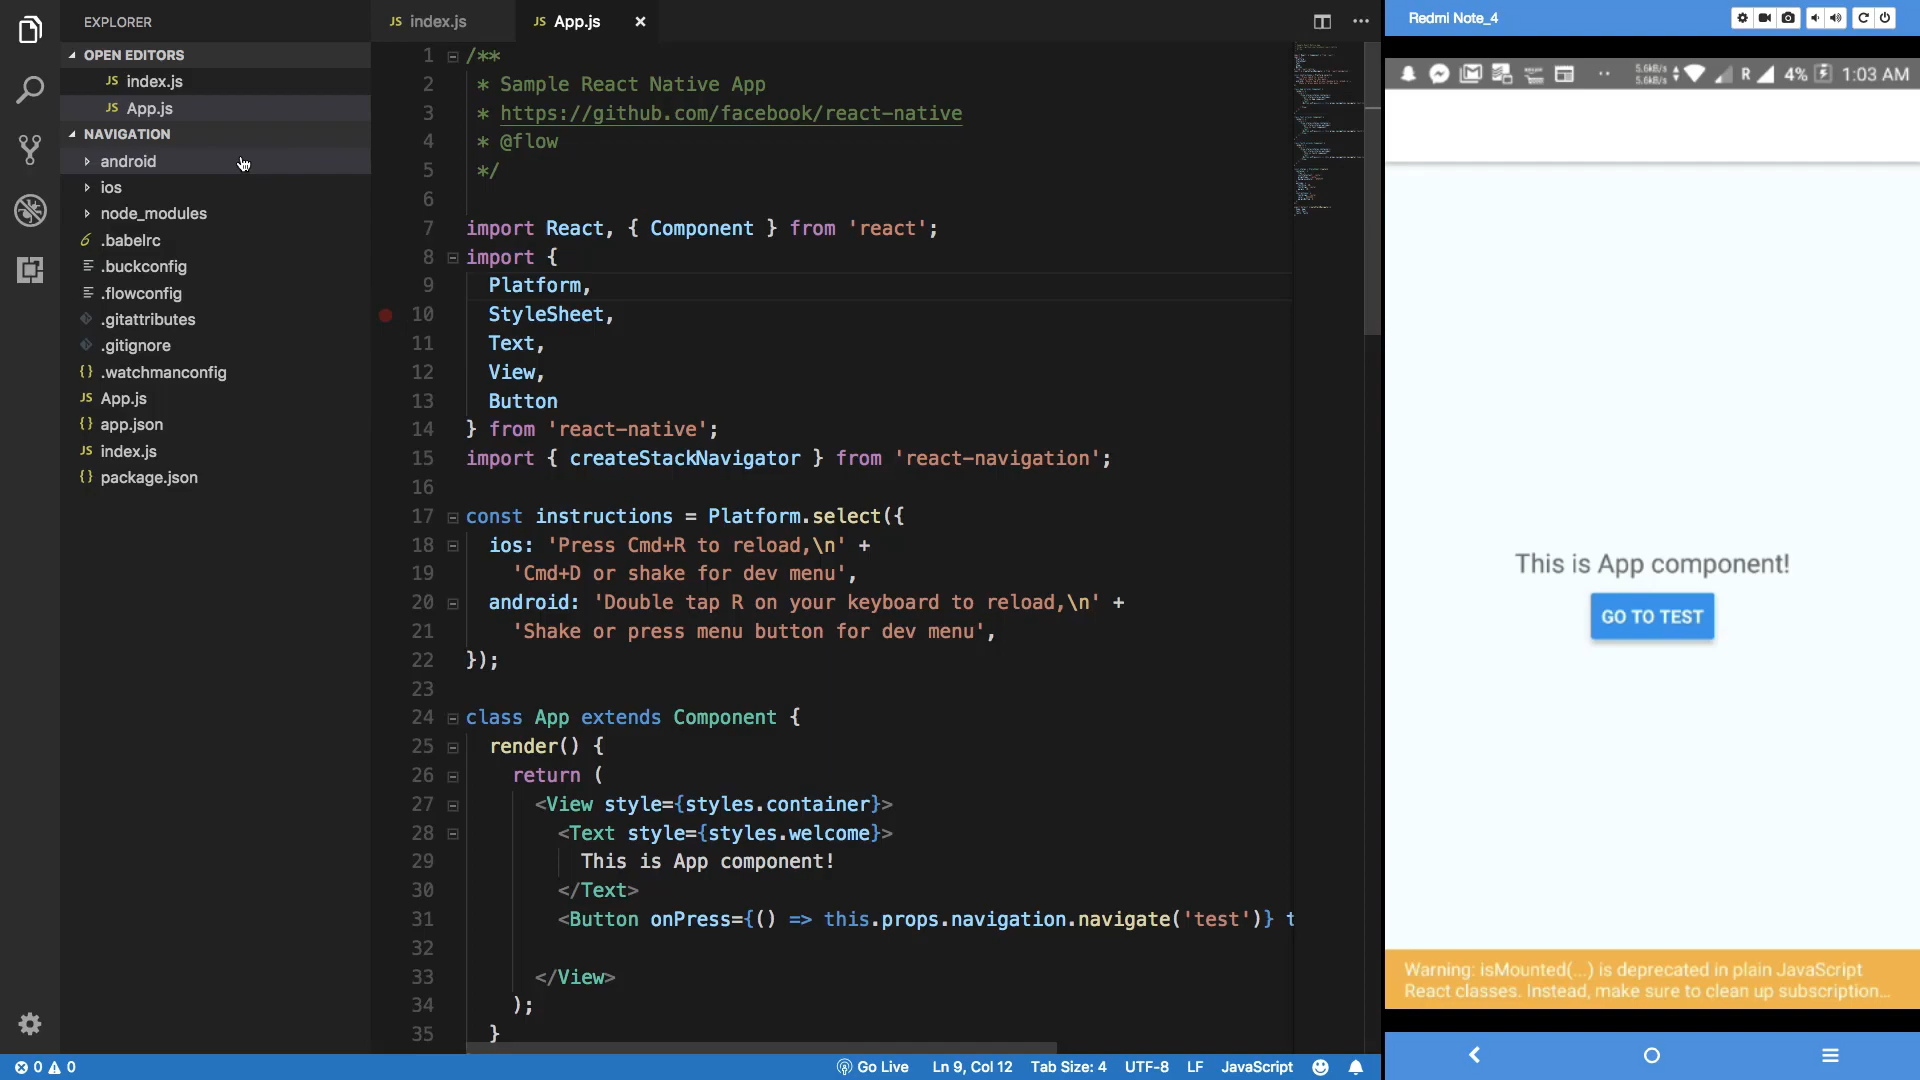 EXPLORER
OPEN EDITORS
JS index.js
JS App.js
NAVIGATION
android
ios
node_modules
.babelrc
.buckconfig
.flowconfig
.gitattributes
.gitignore
{} .watchmanconfig
JS App.js
{} app.json
JS index.js
{} package.json
JS index.js
JS App.js
1 /**
2 * Sample React Native App
3 * https://github.com/facebook/react-native
4 * @flow
5 */
6
7 import React, { Component } from 'react';
8 import {
9 Platform,
10 StyleSheet,
11 Text,
12 View,
13 Button
14 } from 'react-native';
15 import { createStackNavigator } from 'react-navigation';
16
17 const instructions = Platform.select({
18 ios: 'Press Cmd+R to reload,\n' +
19 'Cmd+D or shake for dev menu',
20 android: 'Double tap R on your keyboard to reload,\n' +
21 'Shake or press menu button for dev menu',
22 });
23
24 class App extends Component {
25 render() {
26 return (
27 <View style={styles.container}>
28 <Text style={styles.welcome}>
29 This is App component!
30 </Text>
31 <Button onPress={() => this.props.navigation.navigate('test')} t
32
33 </View>
34 );
35 }
0 0
Go Live
Ln 9, Col 12
Tab Size: 4
UTF-8
LF
JavaScript
Redmi Note_4
5.6kB/s
5.6kB/s
R
4%
1:03 AM
This is App component!
GO TO TEST
Warning: isMounted(...) is deprecated in plain JavaScript
React classes. Instead, make sure to clean up subscription...